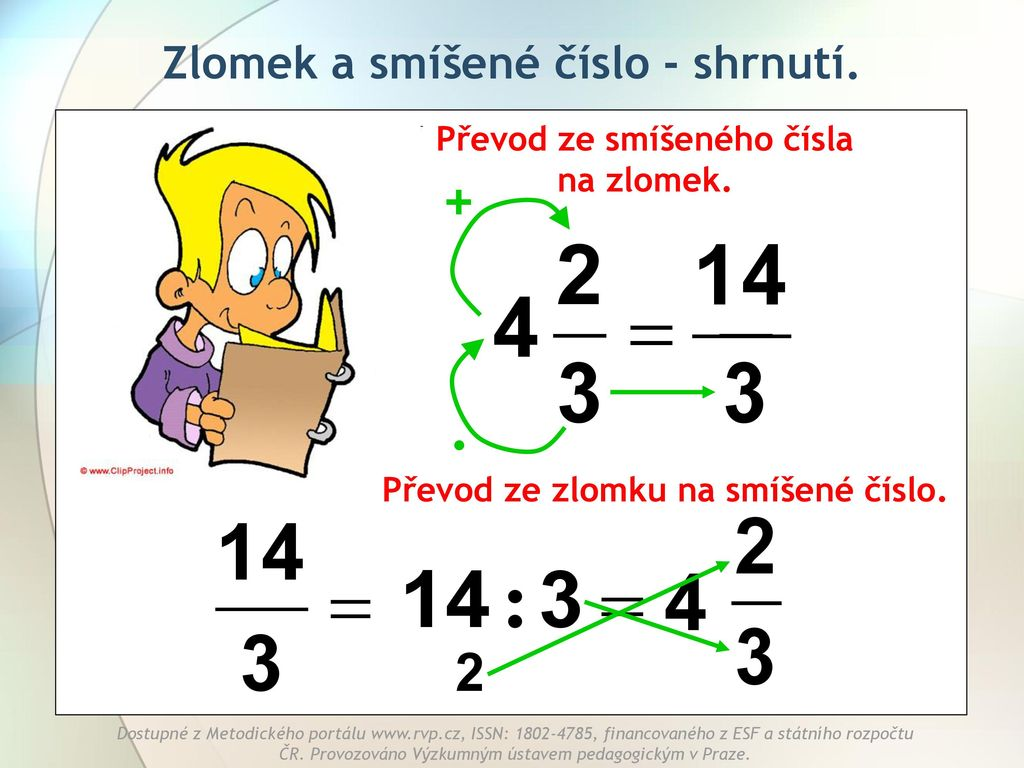 Zlomek a smíšené číslo - shrnutí.
Převod ze smíšeného čísla
na zlomek.
+
4 2/3 = 14/3
.
© www.ClipProject.info
Převod ze zlomku na smíšené číslo.
14/3 = 14 : 3 = 4 2/3
2
Dostupné z Metodického portálu www.rvp.cz, ISSN: 1802-4785, financovaného z ESF a státního rozpočtu
ČR. Provozováno Výzkumným ústavem pedagogickým v Praze.